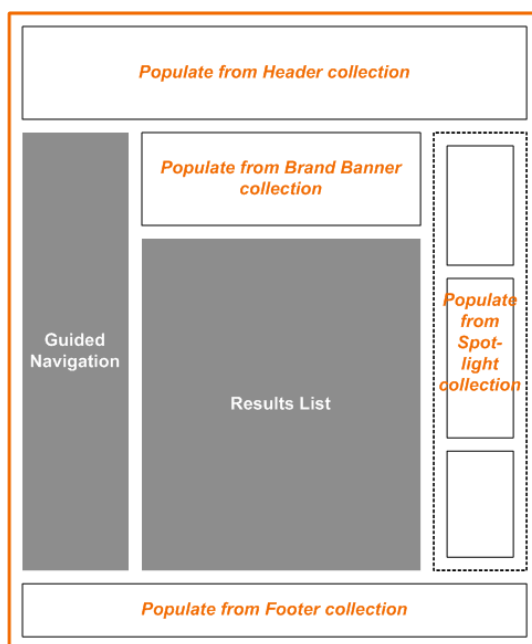 Populate from Header collection
Populate from Brand Banner
collection
Guided
Navigation
Results List
Populate
from
Spot-
light
collection
Populate from Footer collection